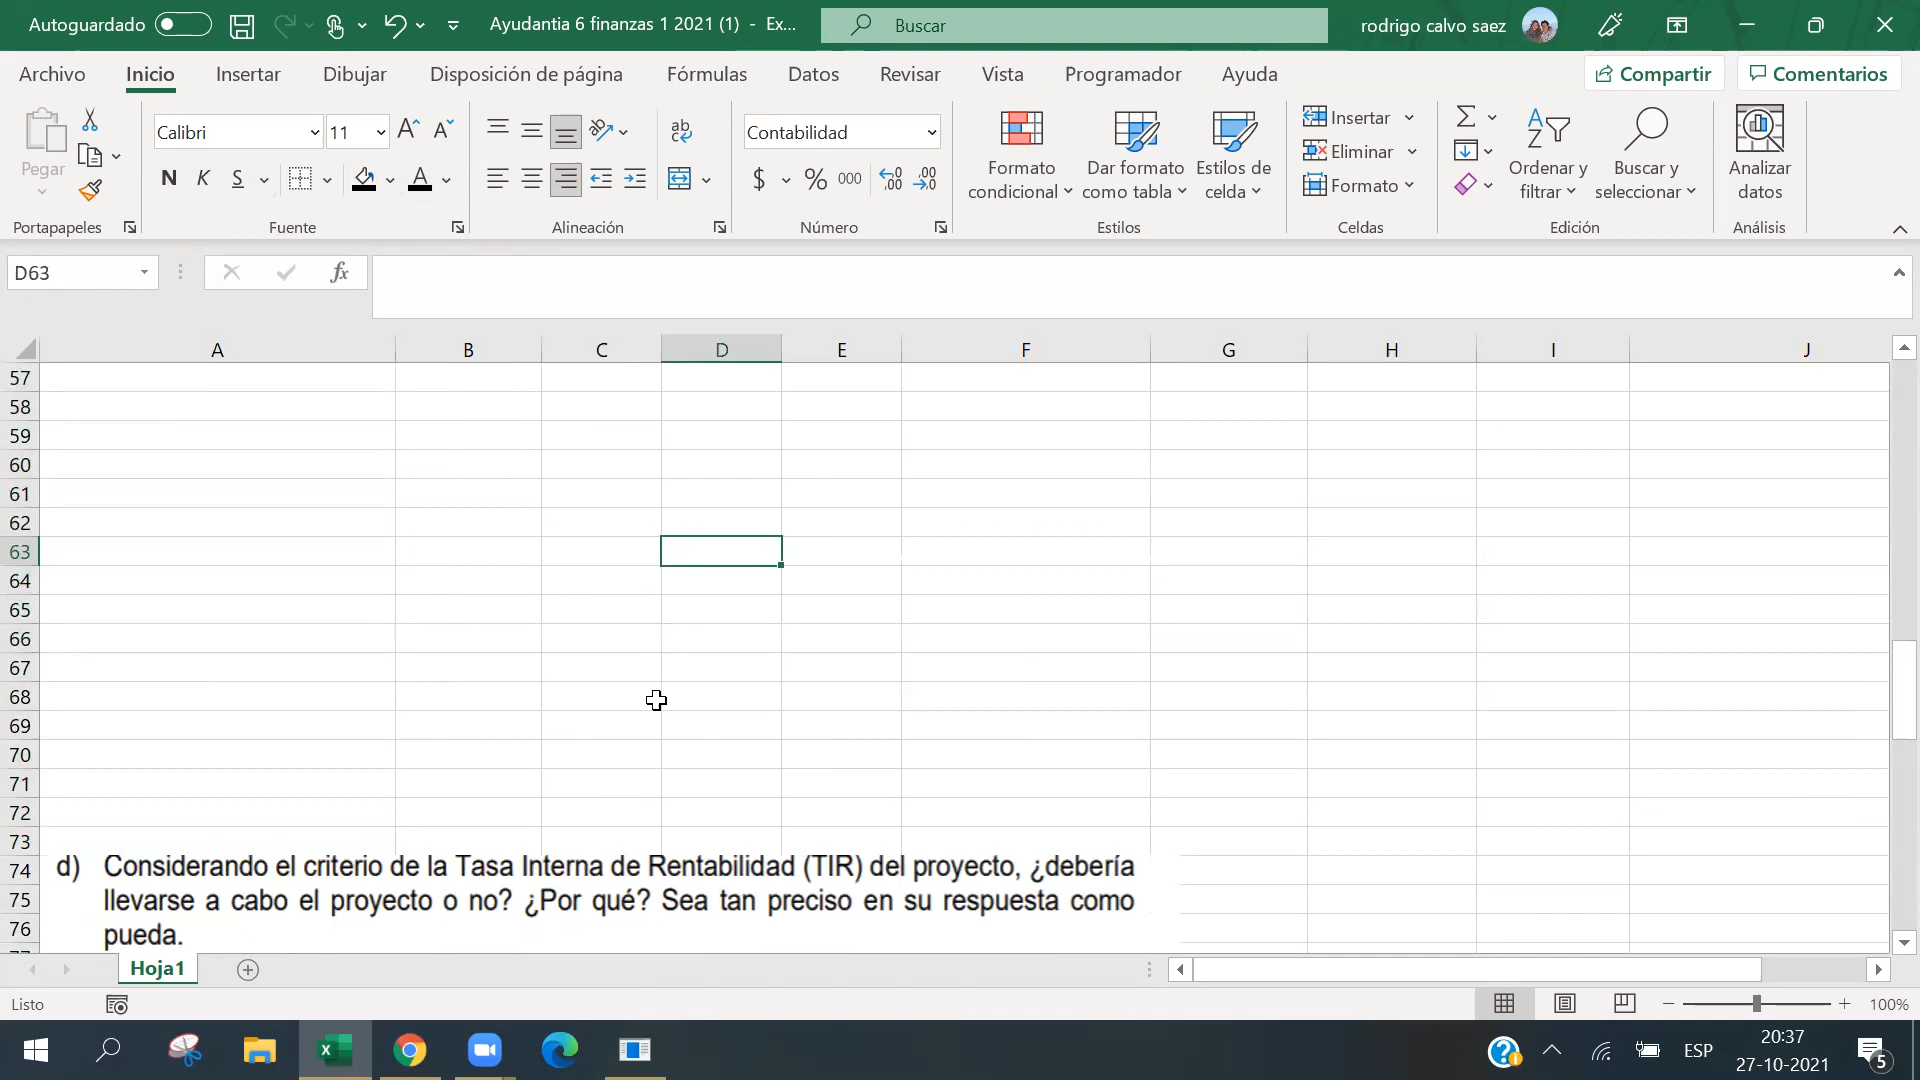 Autoguardado
Ayudantia 6 finanzas 1 2021 (1) - Ex...
Buscar
rodrigo calvo saez
Archivo Inicio Insertar Dibujar Disposición de página Fórmulas Datos Revisar Vista Programador Ayuda
Compartir Comentarios
Pegar
Portapapeles
Calibri 11
N K S
Fuente
ab
Alineación
Contabilidad
$ % 000
Número
Formato condicional
Dar formato como tabla
Estilos de celda
Estilos
Insertar
Eliminar
Formato
Celdas
Ordenar y filtrar
Buscar y seleccionar
Edición
Analizar datos
Análisis
D63 fx
A B C D E F G H I J
57
58
59
60
61
62
63
64
65
66
67
68
69
70
71
72
73
74
75
76
d) Considerando el criterio de la Tasa Interna de Rentabilidad (TIR) del proyecto, ¿debería
llevarse a cabo el proyecto o no? ¿Por qué? Sea tan preciso en su respuesta como
pueda.
Hoja1
Listo
100%
ESP
20:37
27-10-2021
5